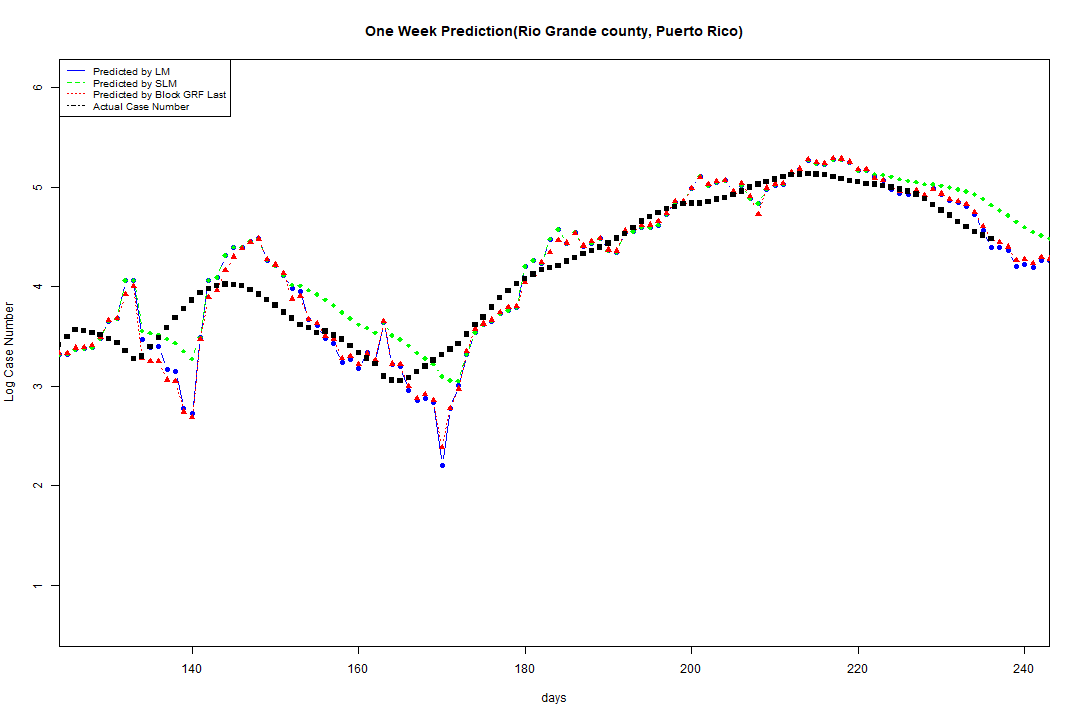 One Week Prediction(Rio Grande county, Puerto Rico)
Predicted by LM
Predicted by SLM
Predicted by Block GRF Last
Actual Case Number
6
5
4
3
2
1
Log Case Number
140 160 180 200 220 240
days